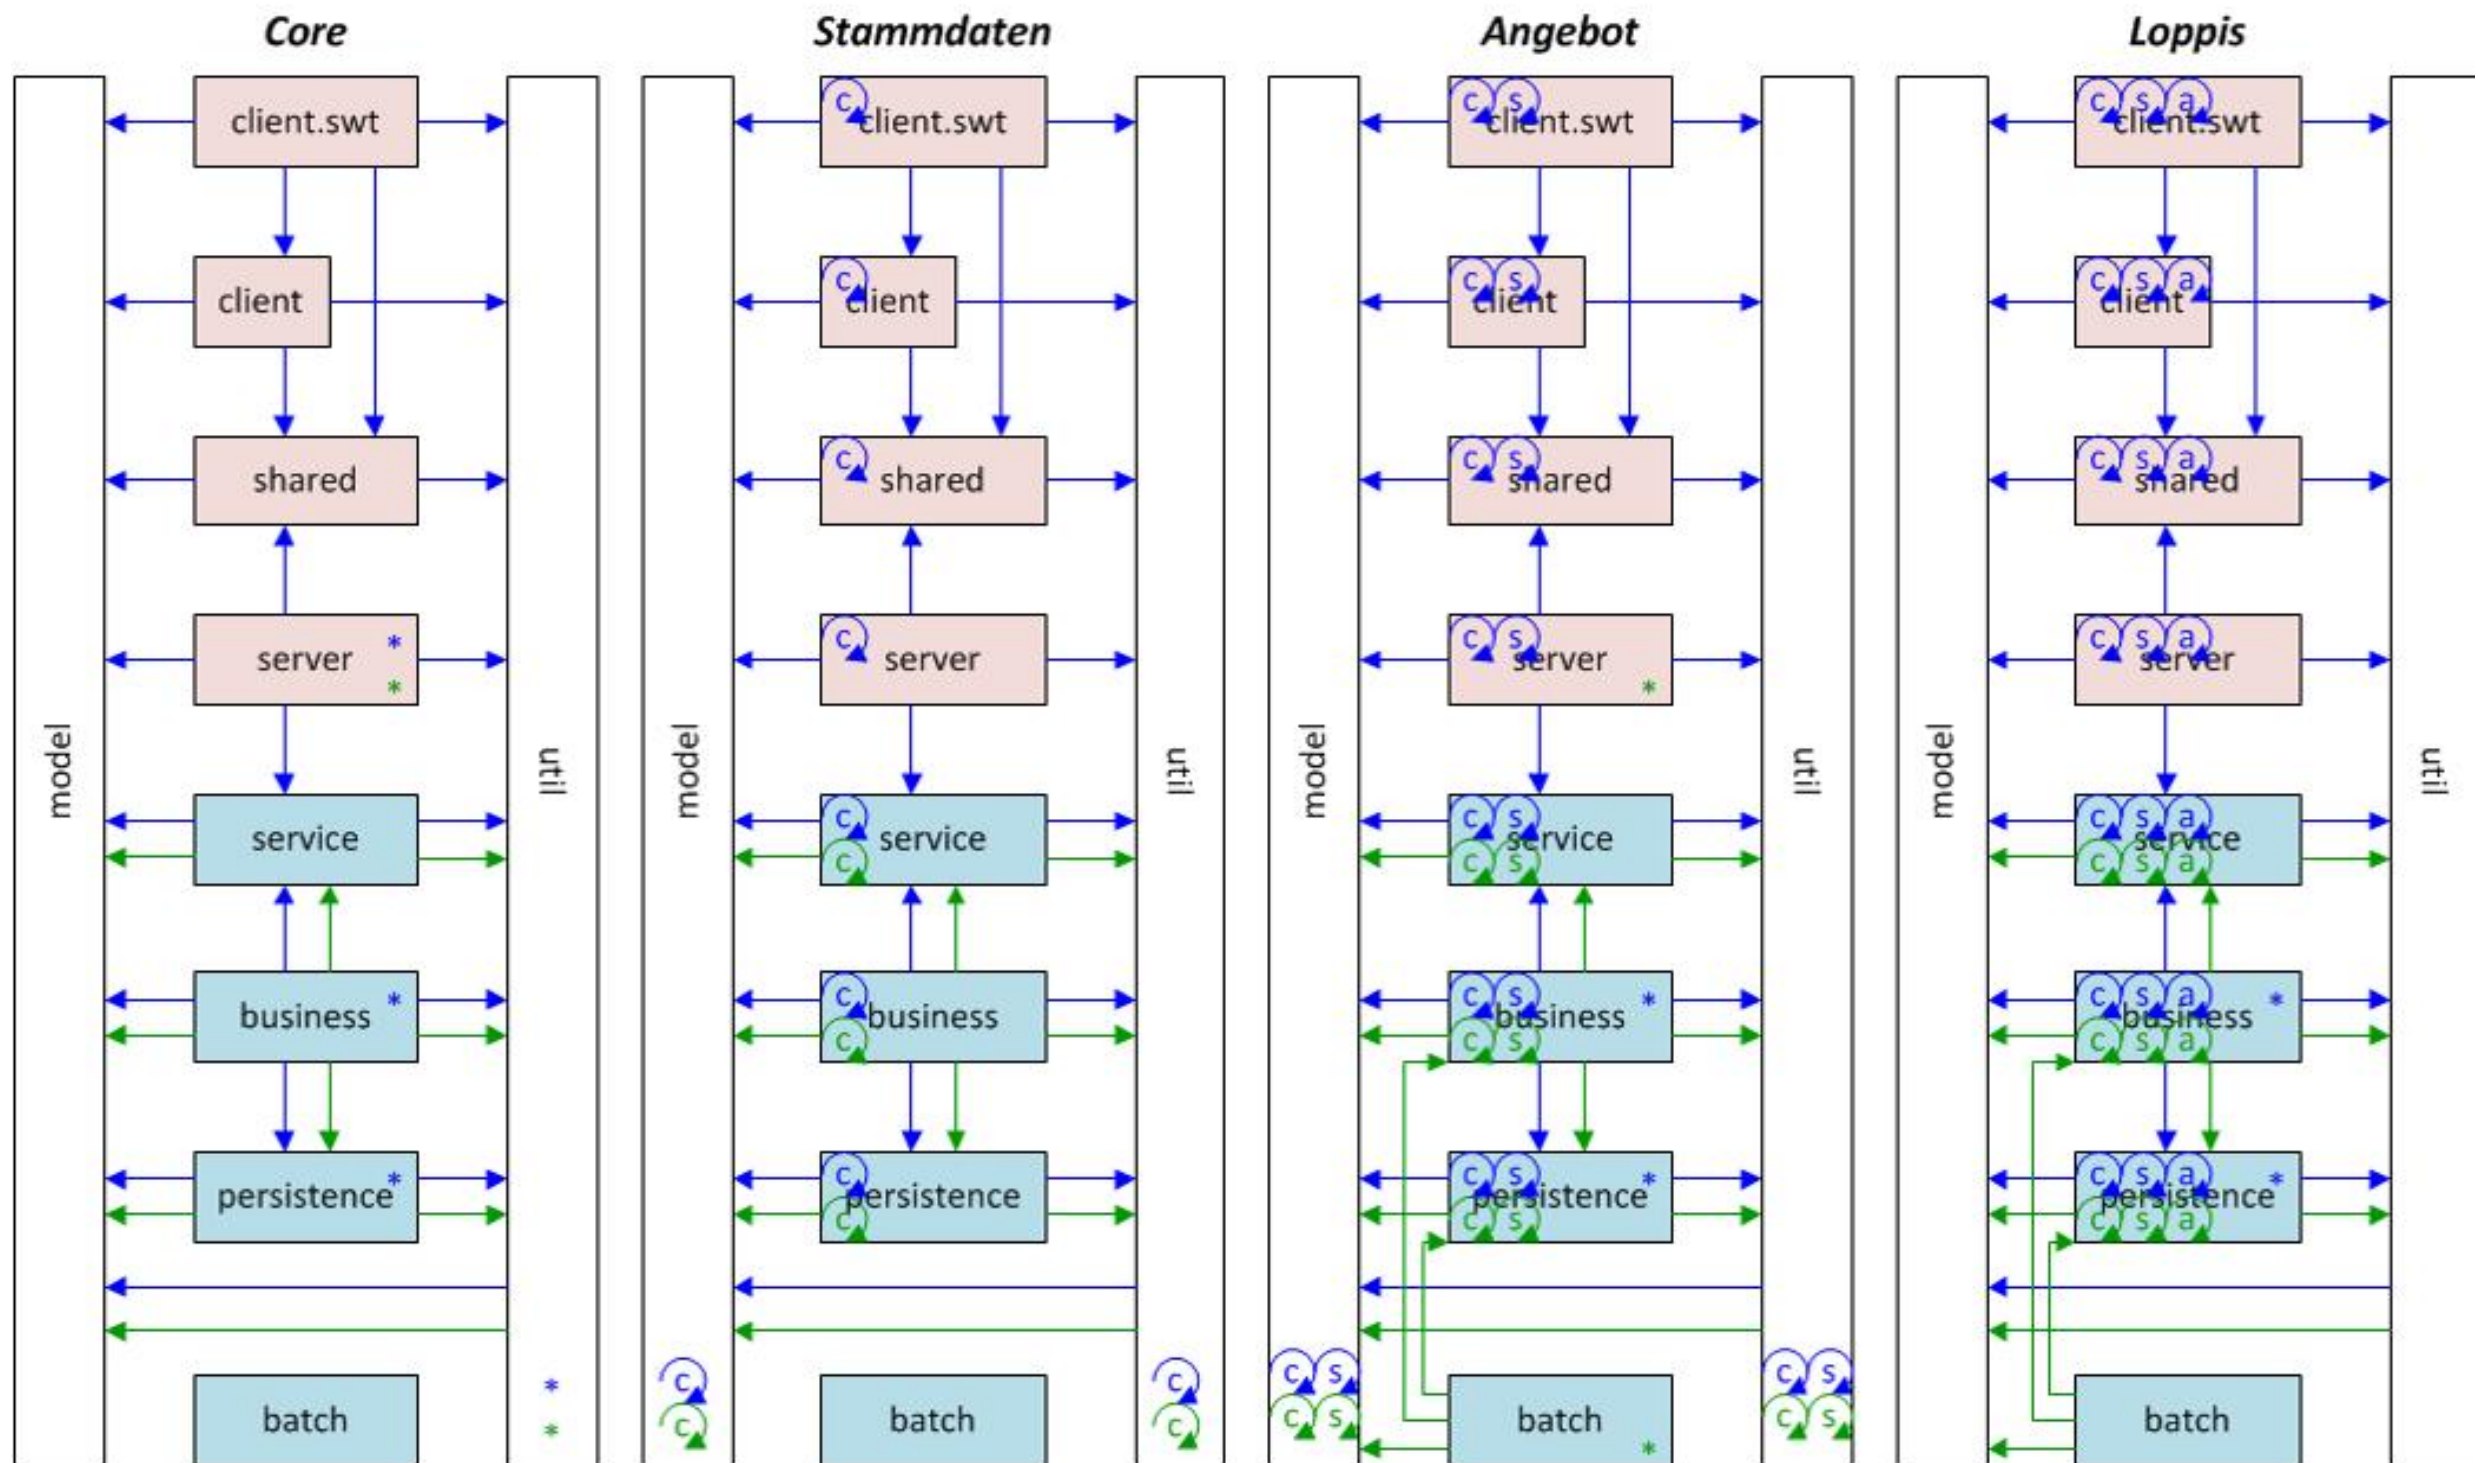 Core Stammdaten Angebot Loppis
c client.swt
client.swt
c s client.swt
c s a client.swt
client
c client
c s client
c s a client
shared
c shared
c s shared
c s a shared
server * *
c server
c s server *
c s a server
model util model util model util model util
service
c service c
c s service c s
c s a service c s a
business *
c business c
c s business * c s
c s a business * c s a
persistence *
c persistence c
c s persistence * c s
c s a persistence * c s a
batch * *
c c batch c c
c s c s batch * c s c s
batch